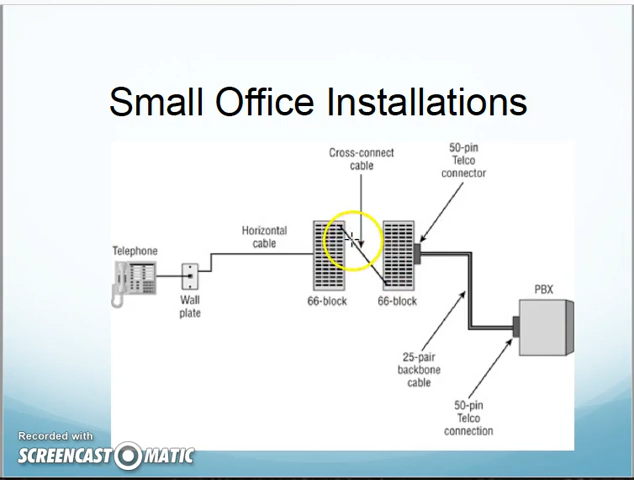 Small Office Installations
Cross-connect
cable
50-pin
Telco
connector
Horizontal
cable
Telephone
Wall
plate
66-block
66-block
PBX
25-pair
backbone
cable
50-pin
Telco
connection
Recorded with
SCREENCAST MATIC